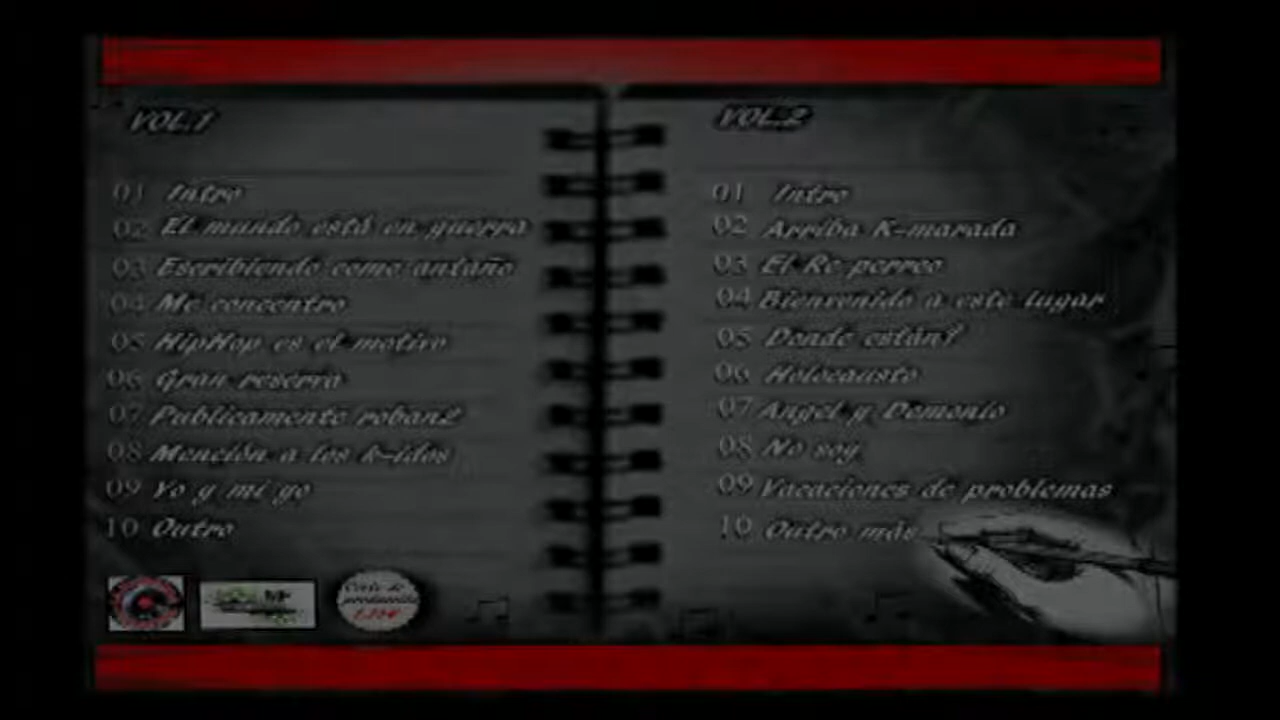 VOL.1
01 Intro
02 El mundo está en guerra
03 Escribiendo como antaño
04 Me concentro
05 HipHop es el motivo
06 Gran reserva
07 Publicamente roban2
08 Mención a los k-idos
09 Yo y mi yo
10 Outro
VOL.2
01 Intro
02 Arriba K-marada
03 El Re-perreo
04 Bienvenido a este lugar
05 Donde están?
06 Holocausto
07 Angel y Demonio
08 No soy
09 Vacaciones de problemas
10 Outro más